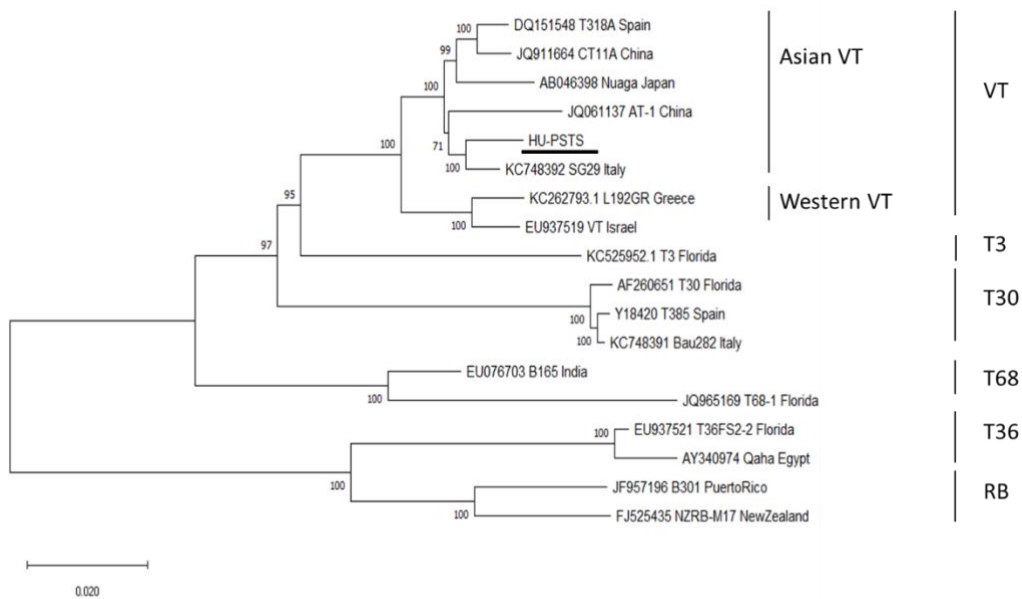 100
DQ151548 T318A Spain
99
JQ911664 CT11A China
Asian VT
100
AB046398 Nuaga Japan
VT
JQ061137 AT-1 China
100
71
HU-PSTS
100
KC748392 SG29 Italy
95
KC262793.1 L192GR Greece
Western VT
100
EU937519 VT Israel
97
KC525952.1 T3 Florida
T3
AF260651 T30 Florida
T30
100
Y18420 T385 Spain
100
KC748391 Bau282 Italy
EU076703 B165 India
T68
100
JQ965169 T68-1 Florida
100
EU937521 T36FS2-2 Florida
T36
AY340974 Qaha Egypt
100
JF957196 B301 PuertoRico
RB
100
FJ525435 NZRB-M17 NewZealand
0.020